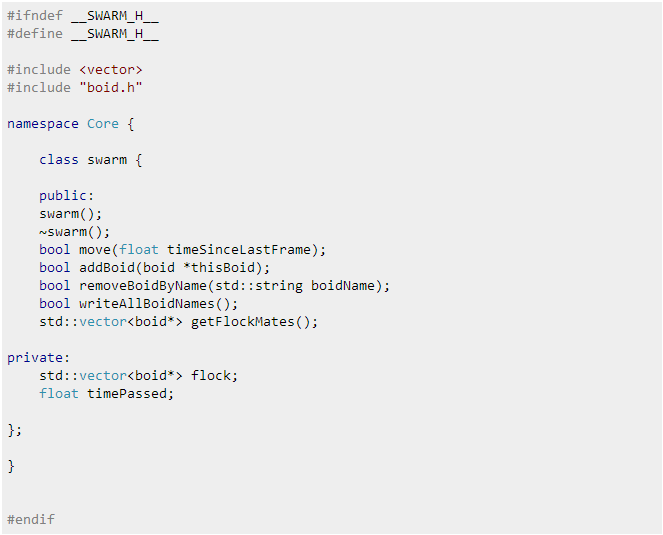 #ifndef __SWARM_H__
#define __SWARM_H__
#include <vector>
#include "boid.h"
namespace Core {
class swarm {
public:
swarm();
~swarm();
bool move(float timeSinceLastFrame);
bool addBoid(boid *thisBoid);
bool removeBoidByName(std::string boidName);
bool writeAllBoidNames();
std::vector<boid*> getFlockMates();
private:
std::vector<boid*> flock;
float timePassed;
};
}
#endif